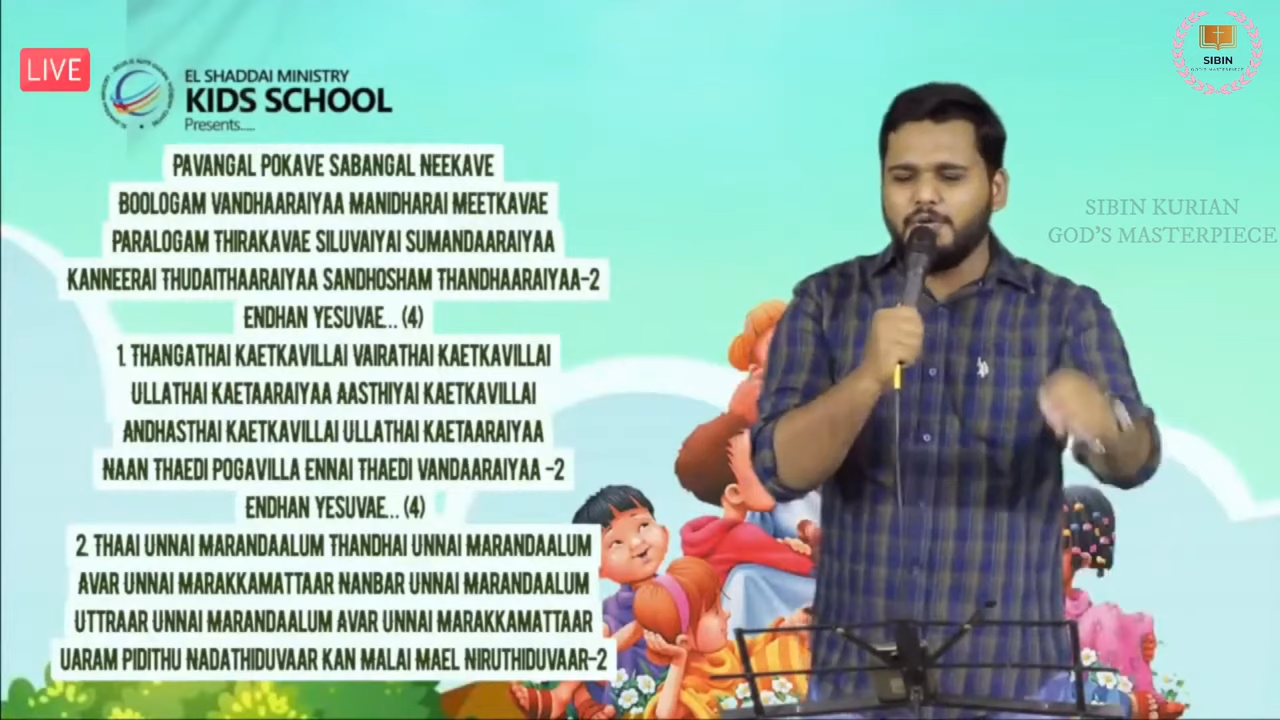 LIVE
EL SHADDAI MINISTRY
KIDS SCHOOL
Presents.....
PAVANGAL POKAVE SABANGAL NEEKAVE
BOOLOGAM VANDHAARAIYAA MANIDHARAI MEETKAVAE
PARALOGAM THIRAKAVAE SILUVAIYAI SUMANDAARAIYAA
KANNEERAI THUDAITHAARAIYAA SANDHOSHAM THANDHAARAIYAA-2
ENDHAN YESUVAE... (4)
1. THANGATHAI KAETKAVILLAI VAIRATHAI KAETKAVILLAI
ULLATHAI KAETAARAIYAA AASTHIYAI KAETKAVILLAI
ANDHASTHAI KAETKAVILLAI ULLATHAI KAETAARAIYAA
NAAN THAEDI POGAVILLA ENNAI THAEDI VANDAARAIYAA -2
ENDHAN YESUVAE... (4)
2. THAAI UNNAI MARANDAALUM THANDHAI UNNAI MARANDAALUM
AVAR UNNAI MARAKKAMATTAAR NANBAR UNNAI MARANDAALUM
UTTRAAR UNNAI MARANDAALUM AVAR UNNAI MARAKKAMATTAAR
UARAM PIDITHU NADATHIDUVAAR KAN MALAI MAEL NIRUTHIDUVAAR-2
SIBIN
GOD'S MASTERPIECE
SIBIN KURIAN
GOD'S MASTERPIECE